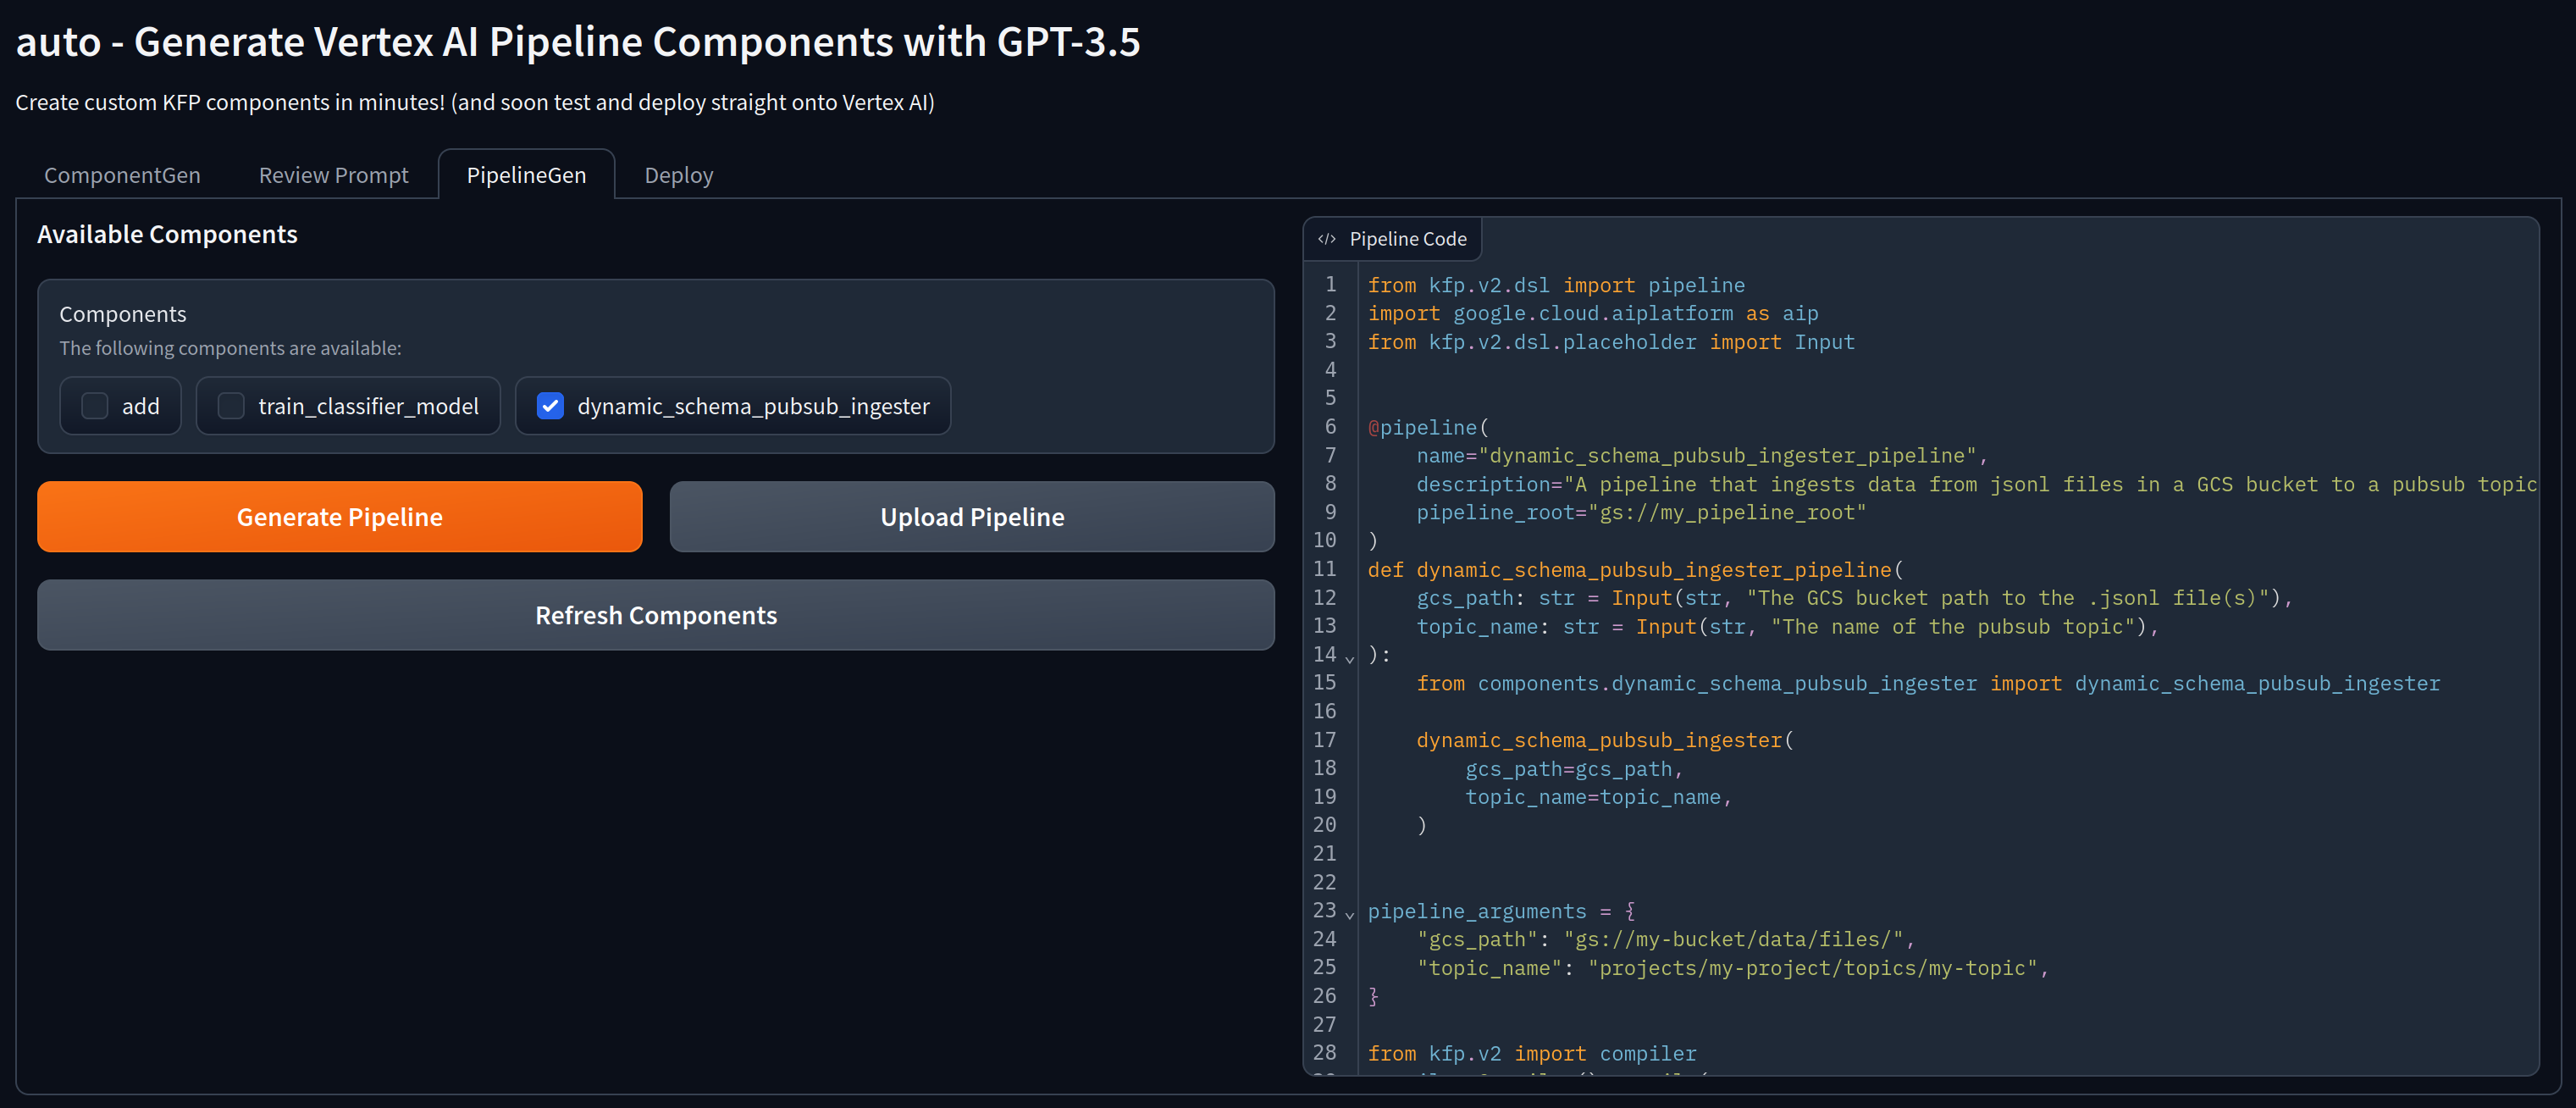 auto - Generate Vertex AI Pipeline Components with GPT-3.5
Create custom KFP components in minutes! (and soon test and deploy straight onto Vertex AI)
ComponentGen Review Prompt PipelineGen Deploy
Available Components
Components
The following components are available:
add train_classifier_model dynamic_schema_pubsub_ingester
Generate Pipeline Upload Pipeline
Refresh Components
Pipeline Code
1 from kfp.v2.dsl import pipeline
2 import google.cloud.aiplatform as aip
3 from kfp.v2.dsl.placeholder import Input
4
5
6 @pipeline(
7     name="dynamic_schema_pubsub_ingester_pipeline",
8     description="A pipeline that ingests data from jsonl files in a GCS bucket to a pubsub topic
9     pipeline_root="gs://my_pipeline_root"
10 )
11 def dynamic_schema_pubsub_ingester_pipeline(
12     gcs_path: str = Input(str, "The GCS bucket path to the .jsonl file(s)"),
13     topic_name: str = Input(str, "The name of the pubsub topic"),
14 ):
15     from components.dynamic_schema_pubsub_ingester import dynamic_schema_pubsub_ingester
16
17     dynamic_schema_pubsub_ingester(
18         gcs_path=gcs_path,
19         topic_name=topic_name,
20     )
21
22
23 pipeline_arguments = {
24     "gcs_path": "gs://my-bucket/data/files/",
25     "topic_name": "projects/my-project/topics/my-topic",
26 }
27
28 from kfp.v2 import compiler